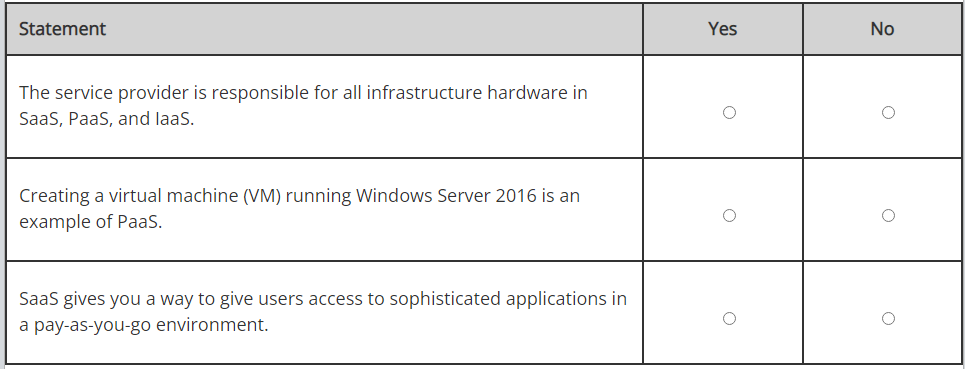 Statement Yes No
The service provider is responsible for all infrastructure hardware in
SaaS, PaaS, and IaaS.
Creating a virtual machine (VM) running Windows Server 2016 is an
example of PaaS.
SaaS gives you a way to give users access to sophisticated applications in
a pay-as-you-go environment.